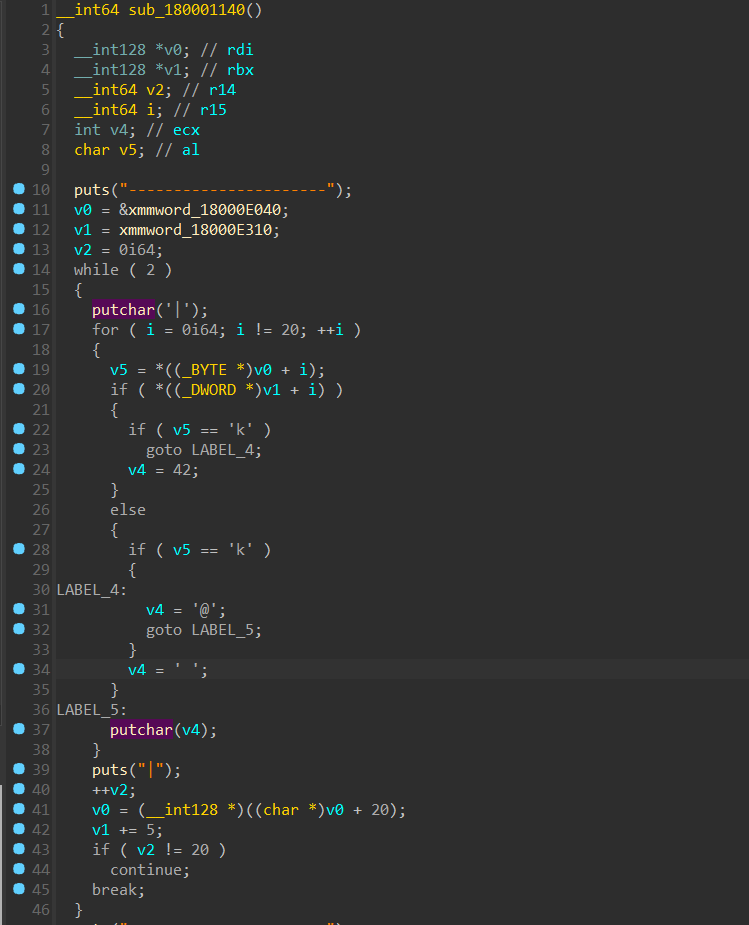 1 __int64 sub_180001140()
2 {
3 __int128 *v0; // rdi
4 __int128 *v1; // rbx
5 __int64 v2; // r14
6 __int64 i; // r15
7 int v4; // ecx
8 char v5; // al
9
10 puts("----------------------");
11 v0 = &xmmword_18000E040;
12 v1 = xmmword_18000E310;
13 v2 = 0i64;
14 while ( 2 )
15 {
16 putchar('|');
17 for ( i = 0i64; i != 20; ++i )
18 {
19 v5 = *((_BYTE *)v0 + i);
20 if ( *((_DWORD *)v1 + i) )
21 {
22 if ( v5 == 'k' )
23 goto LABEL_4;
24 v4 = 42;
25 }
26 else
27 {
28 if ( v5 == 'k' )
29 {
30 LABEL_4:
31 v4 = '@';
32 goto LABEL_5;
33 }
34 v4 = ' ';
35 }
36 LABEL_5:
37 putchar(v4);
38 }
39 puts("|");
40 ++v2;
41 v0 = (__int128 *)((char *)v0 + 20);
42 v1 += 5;
43 if ( v2 != 20 )
44 continue;
45 break;
46 }